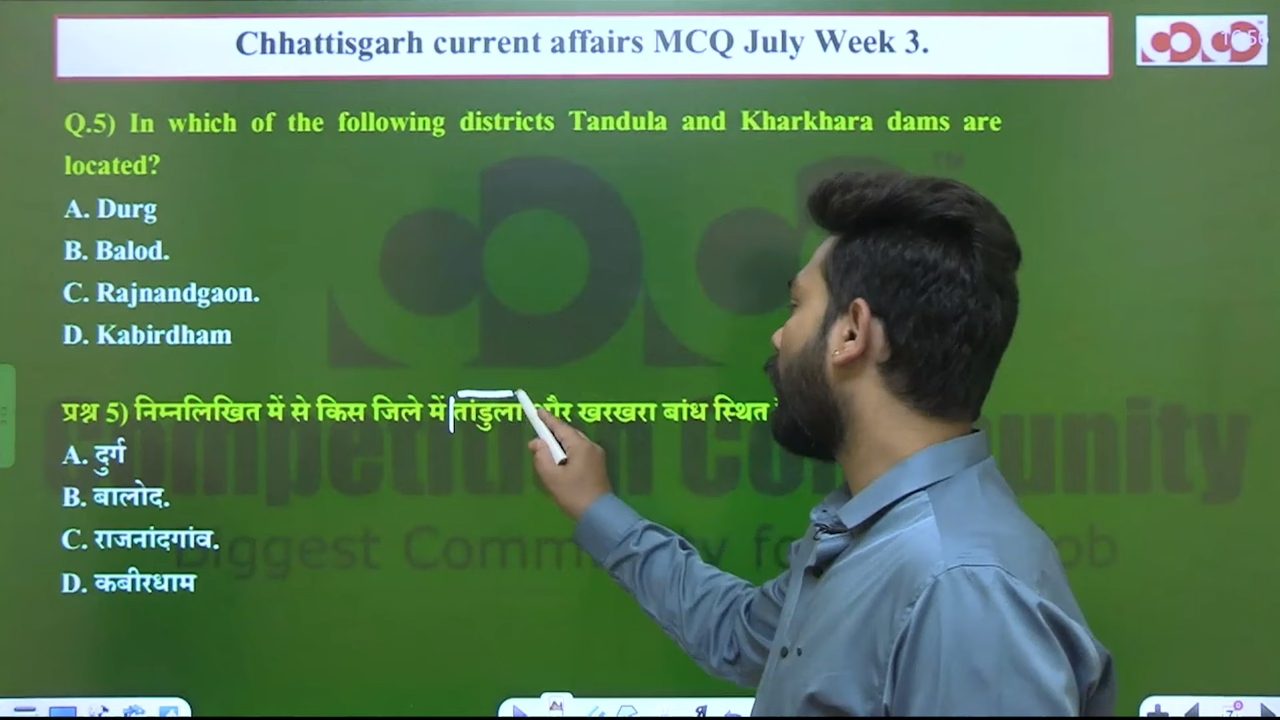 Chhattisgarh current affairs MCQ July Week 3.
Q.5) In which of the following districts Tandula and Kharkhara dams are
located?
A. Durg
B. Balod.
C. Rajnandgaon.
D. Kabirdham
प्रश्न 5) निम्नलिखित में से किस जिले में तांडुला और खरखरा बांध स्थित
A. दुर्ग
B. बालोद.
C. राजनांदगांव.
D. कबीरधाम